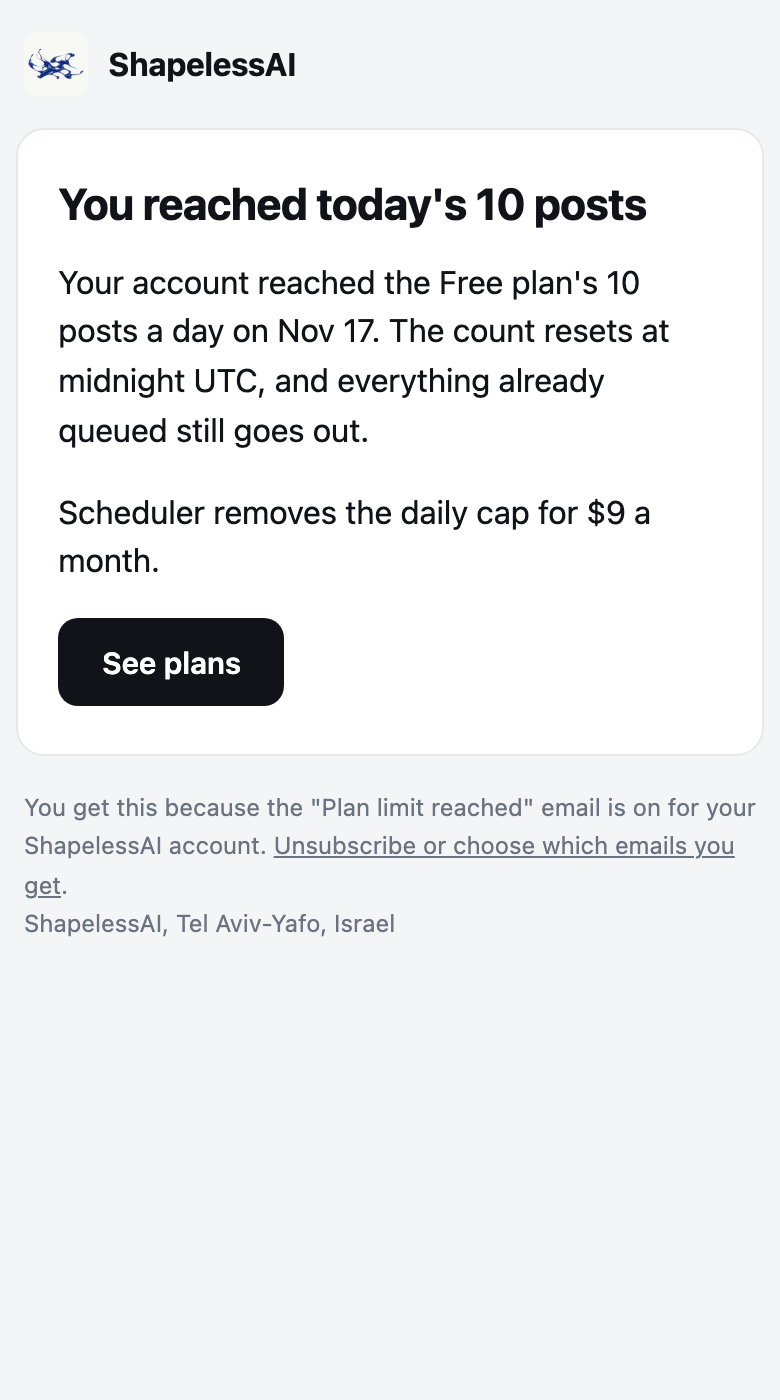 ShapelessAI
You reached today's 10 posts
Your account reached the Free plan's 10
posts a day on Nov 17. The count resets at
midnight UTC, and everything already
queued still goes out.
Scheduler removes the daily cap for $9 a
month.
See plans
You get this because the "Plan limit reached" email is on for your
ShapelessAI account. Unsubscribe or choose which emails you
get.
ShapelessAI, Tel Aviv-Yafo, Israel